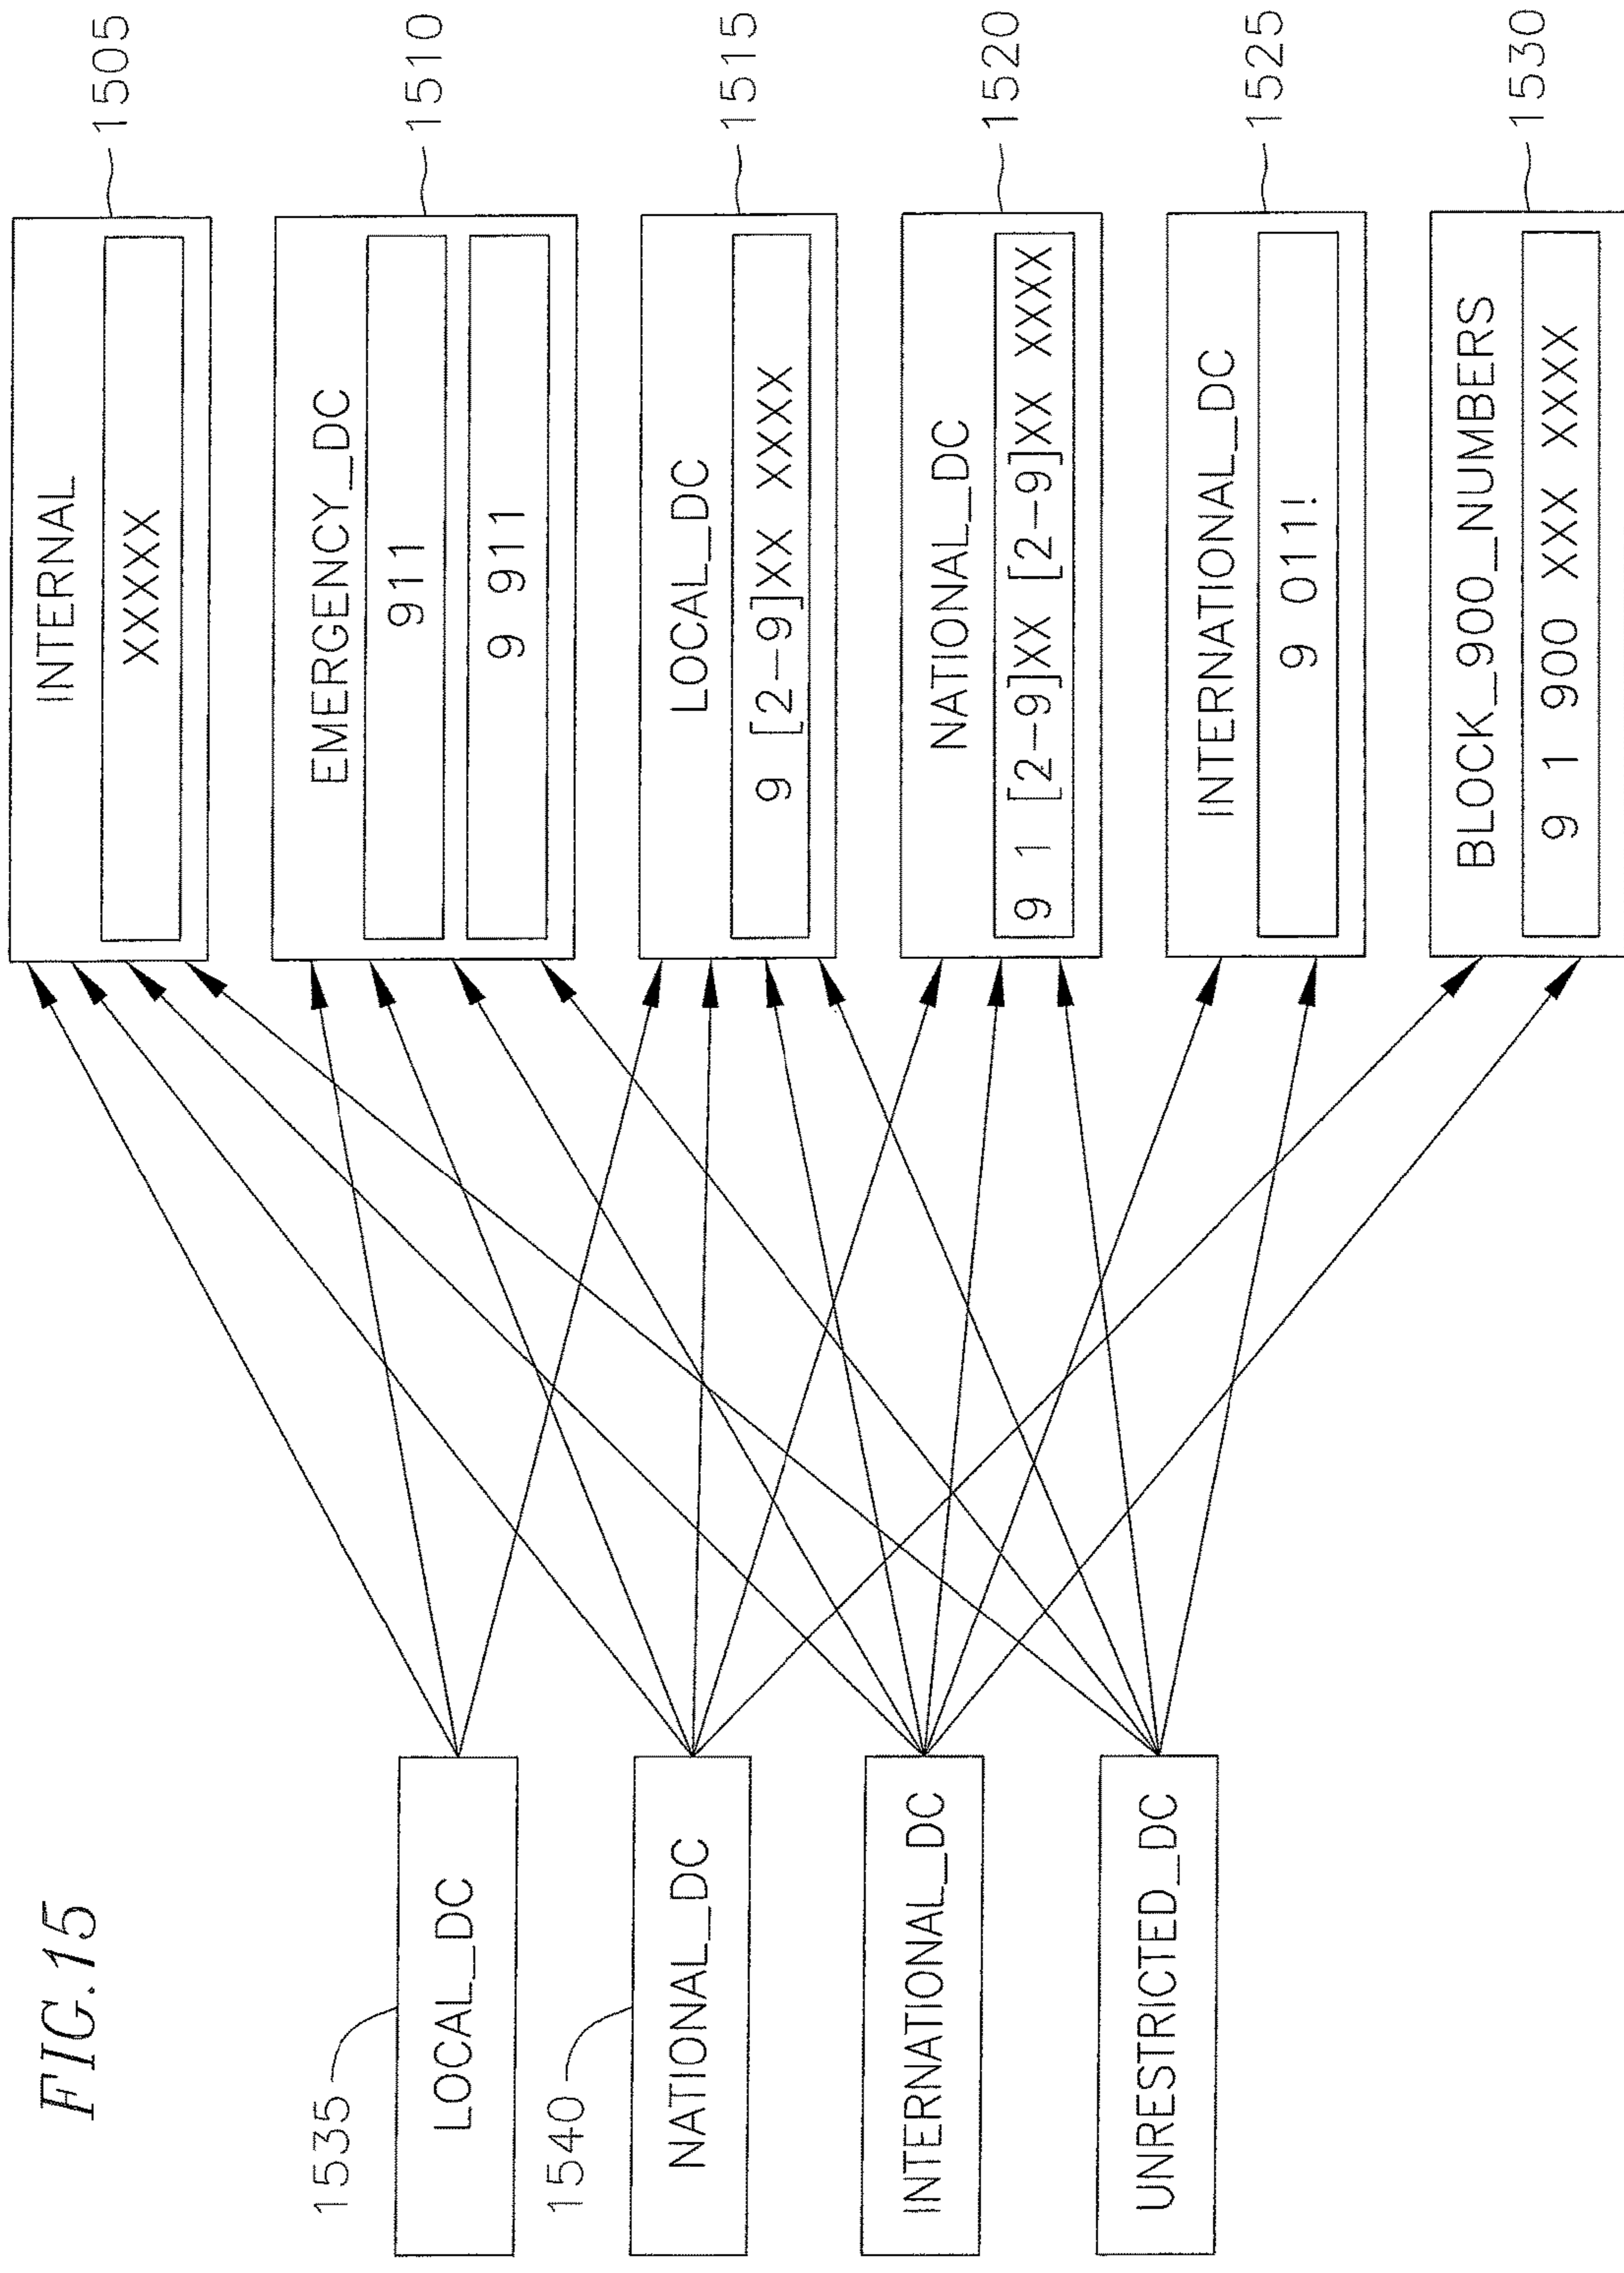 FIG. 15
1535
LOCAL_DC
1540
NATIONAL_DC
INTERNATIONAL_DC
UNRESTRICTED_DC
INTERNAL
XXXXX
1505
EMERGENCY_DC
911
9 911
1510
LOCAL_DC
9 [2-9]XX XXXX
1515
NATIONAL_DC
9 1 [2-9]XX [2-9]XX XXXX
1520
INTERNATIONAL_DC
9 011!
1525
BLOCK_900_NUMBERS
9 1 900 XXX XXXX
1530